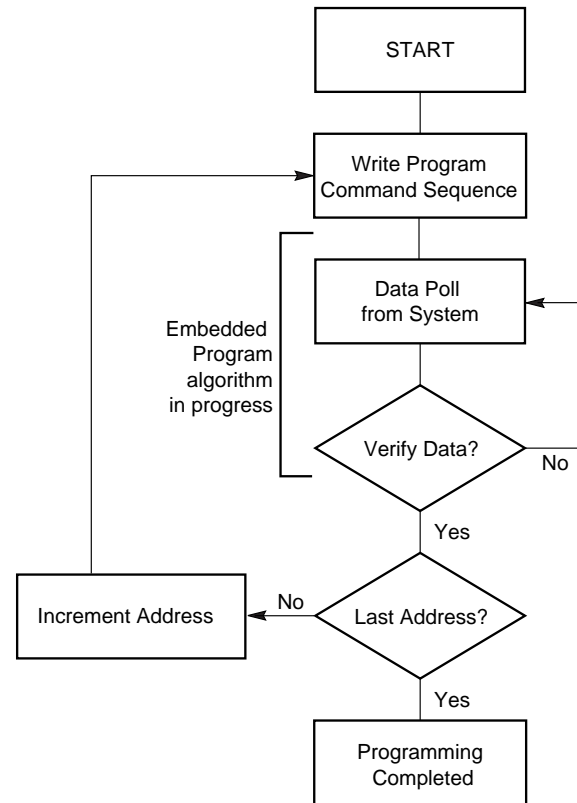 START
Write Program
Command Sequence
Data Poll
from System
Embedded
Program
algorithm
in progress
Verify Data?
No
Yes
Increment Address
No
Last Address?
Yes
Programming
Completed